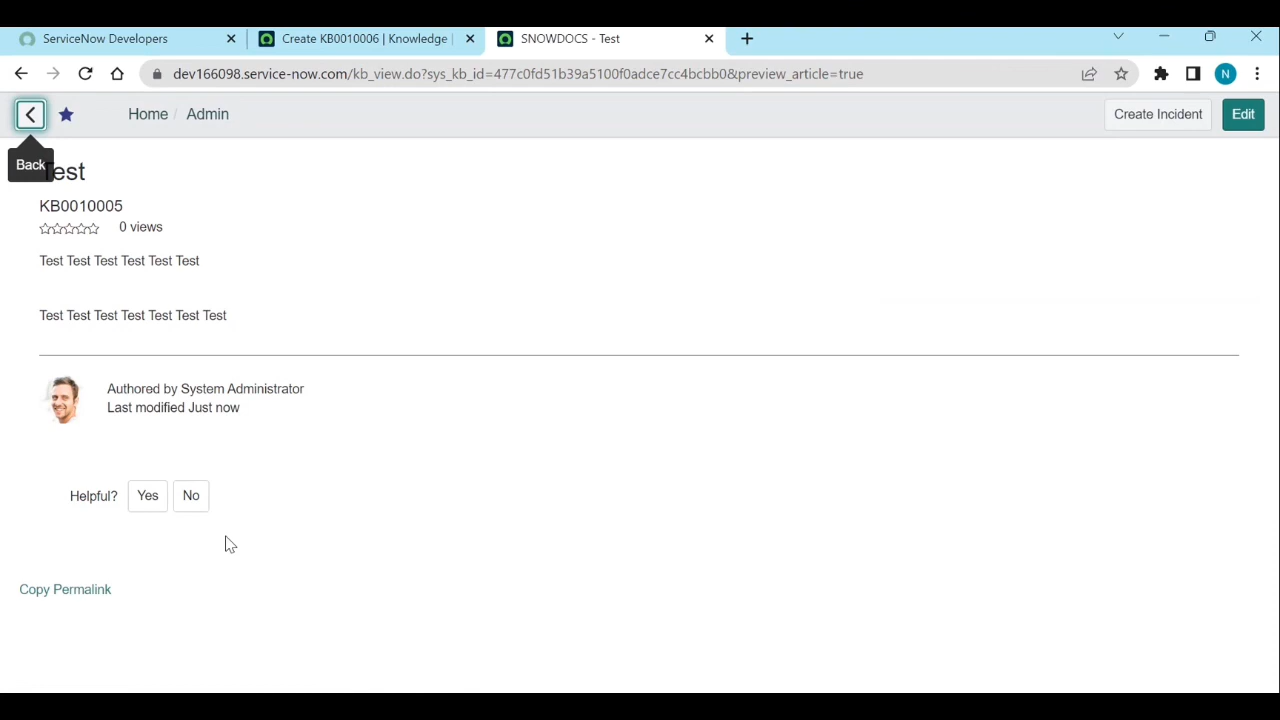 ServiceNow Developers
Create KB0010006 | Knowledge |
SNOWDOCS - Test
dev166098.service-now.com/kb_view.do?sys_kb_id=477c0fd51b39a5100f0adce7cc4bcbb0&preview_article=true
N
Home / Admin
Create Incident
Edit
Back
Test
KB0010005
0 views
Test Test Test Test Test Test
Test Test Test Test Test Test Test
Authored by System Administrator
Last modified Just now
Helpful? Yes No
Copy Permalink